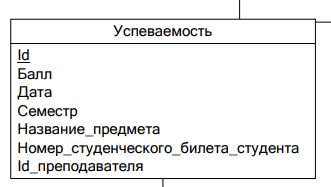 Успеваемость
Id
Балл
Дата
Семестр
Название_предмета
Номер_студенческого_билета_студента
Id_преподавателя